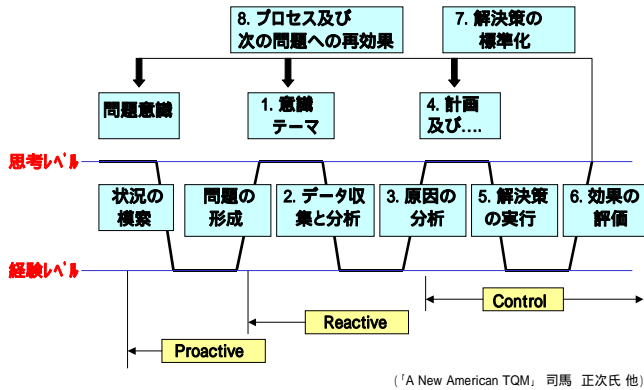 8. プロセス及び
次の問題への再効果
7. 解決策の
標準化
問題意識
1. 意識
テーマ
4. 計画
及び....
思考ﾚﾍﾞﾙ
状況の
模索
問題の
形成
2. データ収
集と分析
3. 原因の
分析
5. 解決策
の実行
6. 効果の
評価
経験ﾚﾍﾞﾙ
Control
Reactive
Proactive
(「A New American TQM」 司馬 正次氏 他)